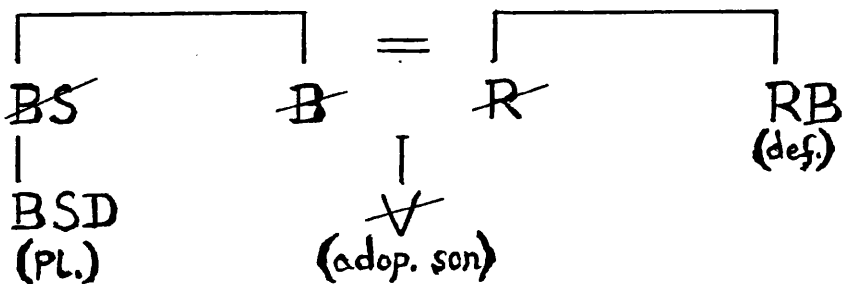 BS B = R RB
(def.)
BSD V
(PL.) (adop. son)